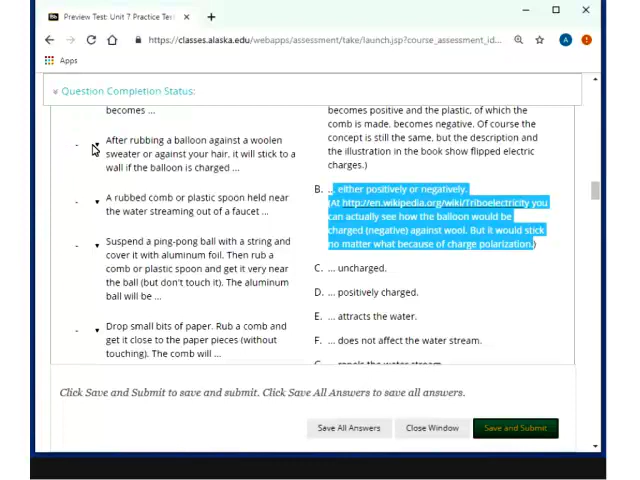 Preview Test: Unit 7 Practice Tes
https://classes.alaska.edu/webapps/assessment/take/launch.jsp?course_assessment_id...
A
Apps
Question Completion Status:
becomes ...
After rubbing a balloon against a woolen
sweater or against your hair, it will stick to a
wall if the balloon is charged ...
A rubbed comb or plastic spoon held near
the water streaming out of a faucet ...
Suspend a ping-pong ball with a string and
cover it with aluminum foil. Then rub a
comb or plastic spoon and get it very near
the ball (but don't touch it). The aluminum
ball will be ...
Drop small bits of paper. Rub a comb and
get it close to the paper pieces (without
touching). The comb will ...
becomes positive and the plastic, of which the
comb is made, becomes negative. Of course the
concept is still the same, but the description and
the illustration in the book show flipped electric
charges.)
B. ... either positively or negatively.
(At http://en.wikipedia.org/wiki/Triboelectricity you
can actually see how the balloon would be
charged (negative) against wool. But it would stick
no matter what because of charge polarization.)
C. ... uncharged.
D. ... positively charged.
E. ... attracts the water.
F. ... does not affect the water stream.
G. ... repels the water stream.
Click Save and Submit to save and submit. Click Save All Answers to save all answers.
Save All Answers
Close Window
Save and Submit